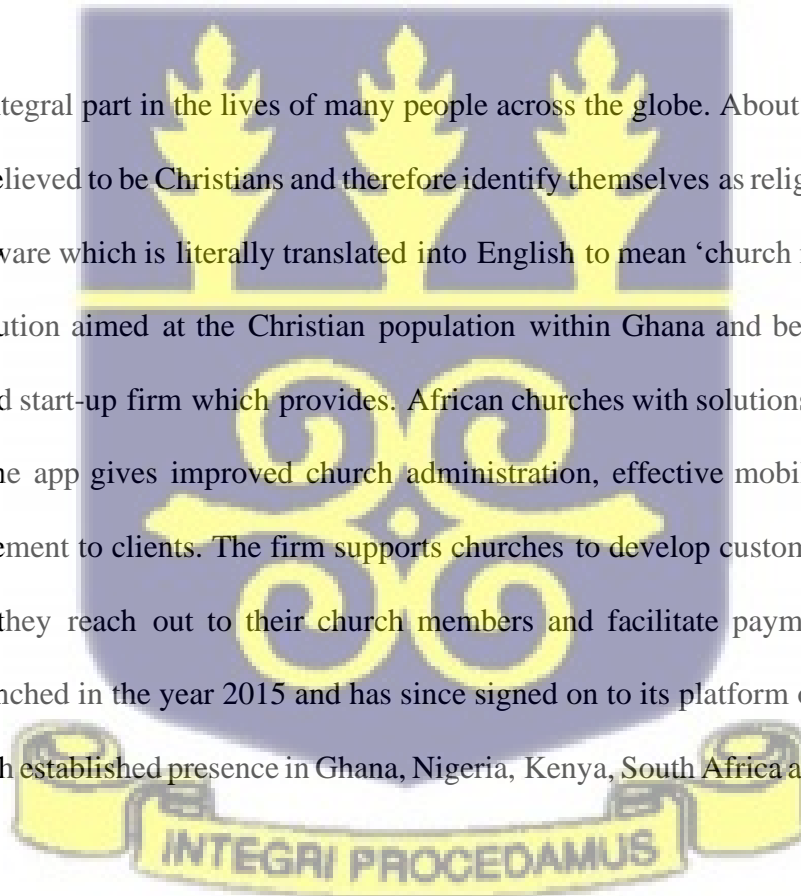 ntegral part in the lives of many people across the globe. About
elieved to be Christians and therefore identify themselves as relig
ware which is literally translated into English to mean ‘church
ution aimed at the Christian population within Ghana and be
d start-up firm which provides. African churches with solutions
ne app gives improved church administration, effective mobil
ement to clients. The firm supports churches to develop custom
they reach out to their church members and facilitate paym
nched in the year 2015 and has since signed on to its platform
h established presence in Ghana, Nigeria, Kenya, South Africa a
INTEGRI PROCEDAMUS